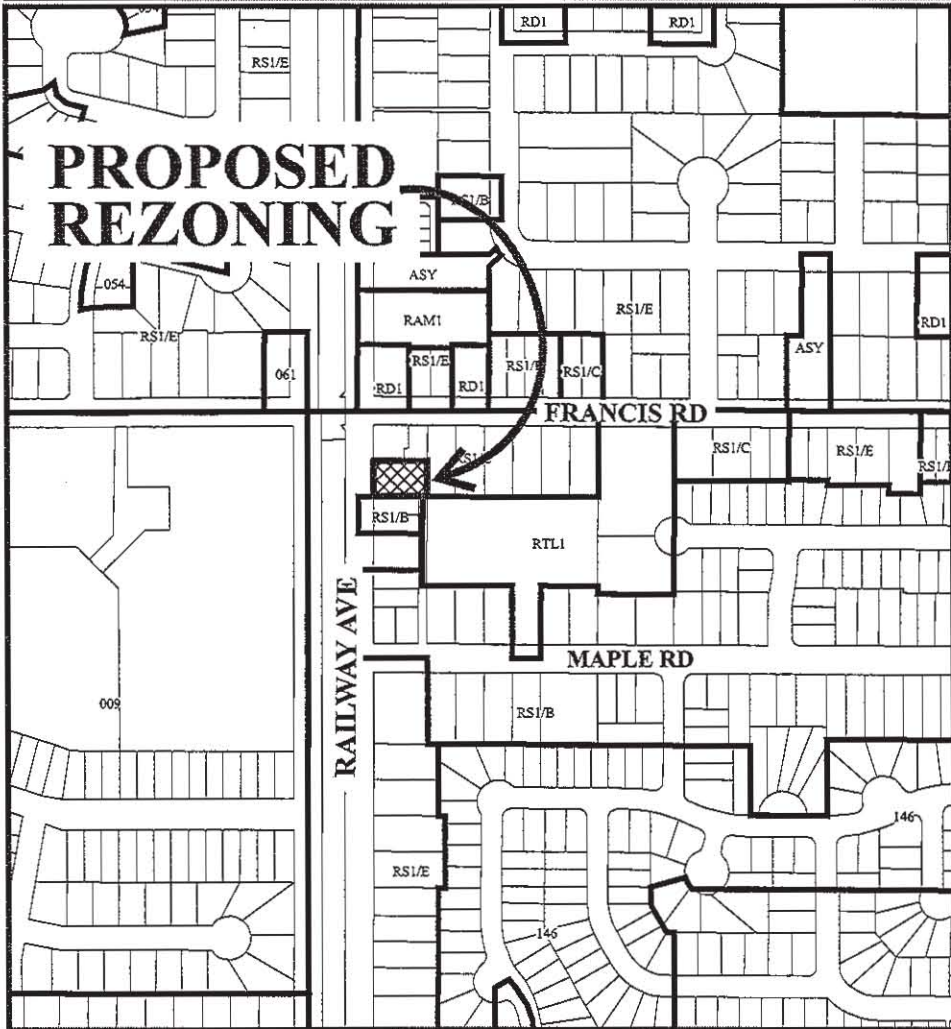 RD1
RD1
RS1/E
PROPOSED
REZONING
ASY
054
RAM1
RS1/E
RS1/E
RD1
RS1/E
061
RD1
RS1/E
RD1
RS1/C
ASY
FRANCIS RD
RS1/C
RS1/E
RS1/B
RTL1
RAILWAY AVE
MAPLE RD
009
RS1/B
146
RS1/E
146